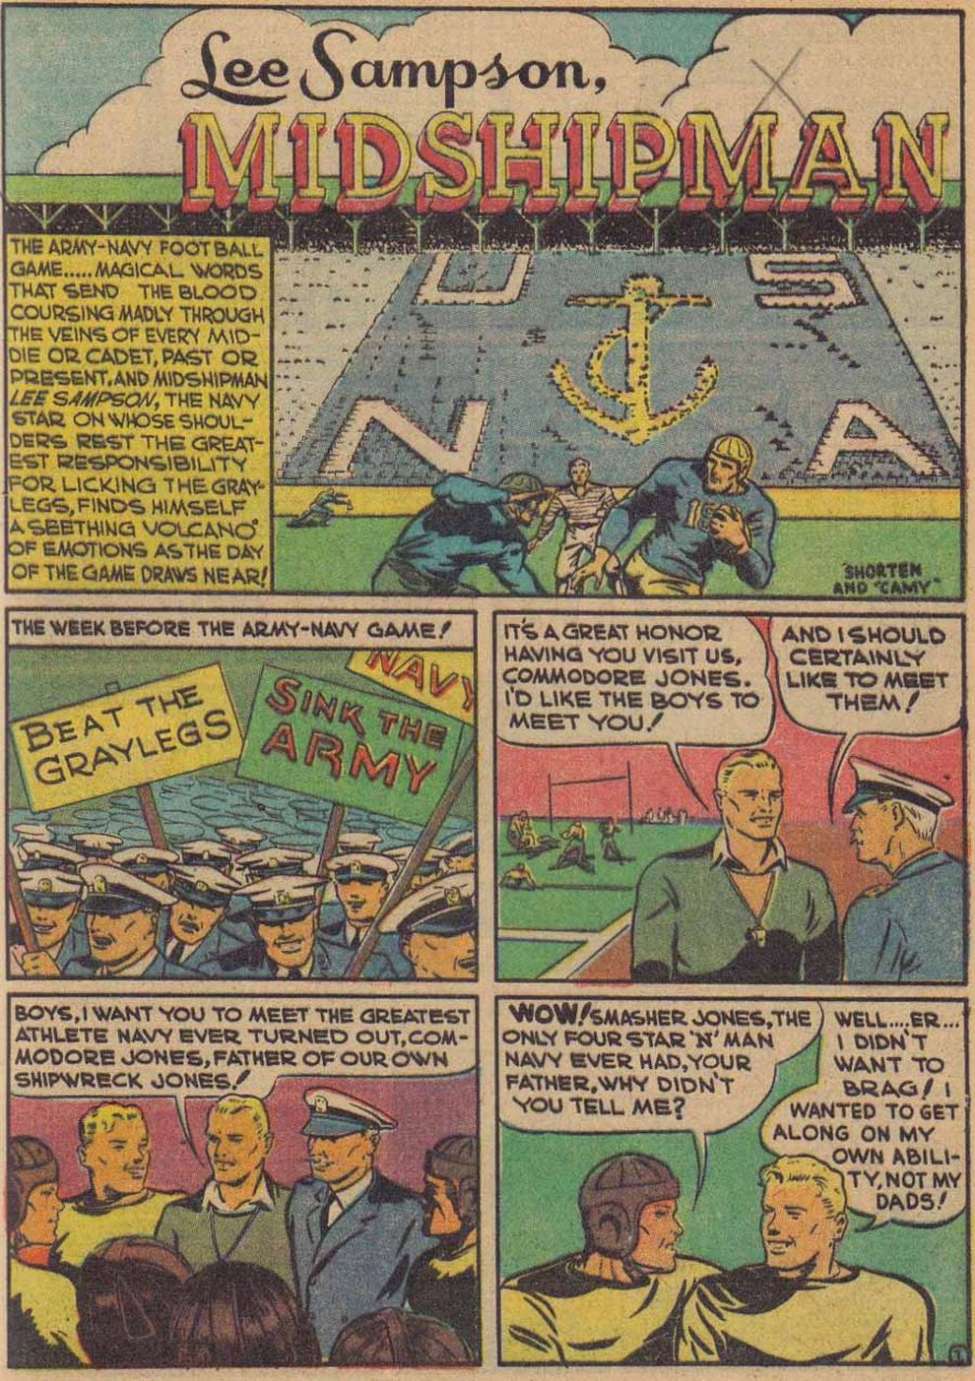 Lee Sampson,
MIDSHIPMAN
THE ARMY-NAVY FOOTBALL
GAME.....MAGICAL WORDS
THAT SEND THE BLOOD
COURSING MADLY THROUGH
THE VEINS OF EVERY MID-
DIE OR CADET, PAST OR
PRESENT, AND MIDSHIPMAN
LEE SAMPSON, THE NAVY
STAR ON WHOSE SHOUL-
DERS REST THE GREAT-
EST RESPONSIBILITY
FOR LICKING THE GRAY-
LEGS, FINDS HIMSELF
A SEETHING VOLCANO
OF EMOTIONS AS THE DAY
OF THE GAME DRAWS NEAR!
U S
N A
SHORTEN
AND "CAMY"
THE WEEK BEFORE THE ARMY-NAVY GAME!
NAVY
BEAT THE
GRAYLEGS
SINK THE
ARMY
IT'S A GREAT HONOR
HAVING YOU VISIT US,
COMMODORE JONES.
I'D LIKE THE BOYS TO
MEET YOU!
AND I SHOULD
CERTAINLY
LIKE TO MEET
THEM!
BOYS, I WANT YOU TO MEET THE GREATEST
ATHLETE NAVY EVER TURNED OUT, COM-
MODORE JONES, FATHER OF OUR OWN
SHIPWRECK JONES!
WOW! SMASHER JONES, THE
ONLY FOUR STAR 'N' MAN
NAVY EVER HAD, YOUR
FATHER, WHY DIDN'T
YOU TELL ME?
WELL....ER...
I DIDN'T
WANT TO
BRAG! I
WANTED TO GET
ALONG ON MY
OWN ABILI-
TY, NOT MY
DADS!
1